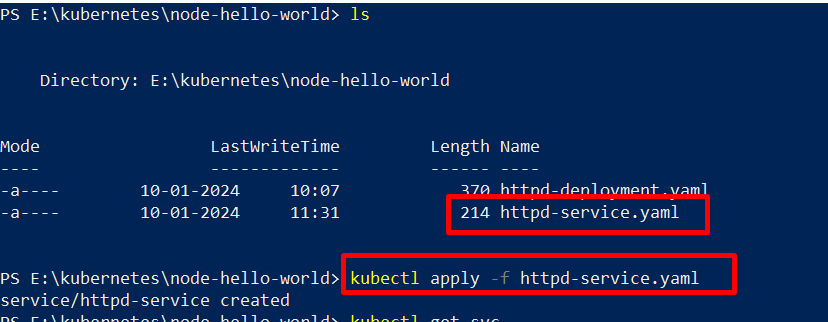 PS E:\kubernetes\node-hello-world> ls
Directory: E:\kubernetes\node-hello-world
Mode LastWriteTime Length Name
---- ------------- ------ ----
-a---- 10-01-2024 10:07 370 httpd-deployment.yaml
-a---- 10-01-2024 11:31 214 httpd-service.yaml
PS E:\kubernetes\node-hello-world> kubectl apply -f httpd-service.yaml
service/httpd-service created
PS E:\kubernetes\node-hello-world> kubectl get svc